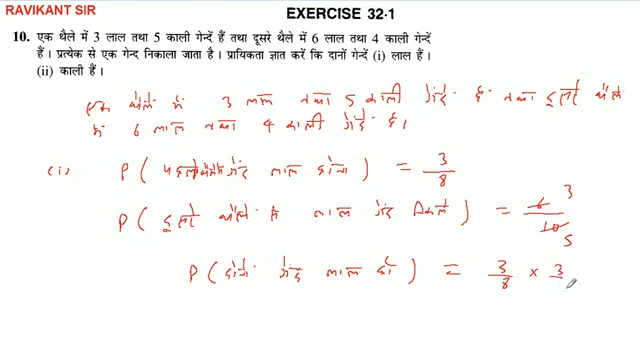 RAVIKANT SIR
EXERCISE 32·1
10. एक थैले में 3 लाल तथा 5 काली गेन्दें हैं तथा दूसरे थैले में 6 लाल तथा 4 काली गेन्दें
हैं। प्रत्येक से एक गेन्द निकाला जाता है। प्रायिकता ज्ञात करें कि दानों गेन्दें (i) लाल हैं।
(ii) काली हैं।
एक थैले में 3 लाल तथा 5 काली गेंद है तथा दूसरे थैले
में 6 लाल तथा 4 काली गेंद है।
(i) P ( गेंद लाल होना ) = 3/8
P ( दूसरे थैले से लाल गेंद निकले ) = 6/10 3 5
P ( दोनों गेंद लाल हो ) = 3/8 × 3